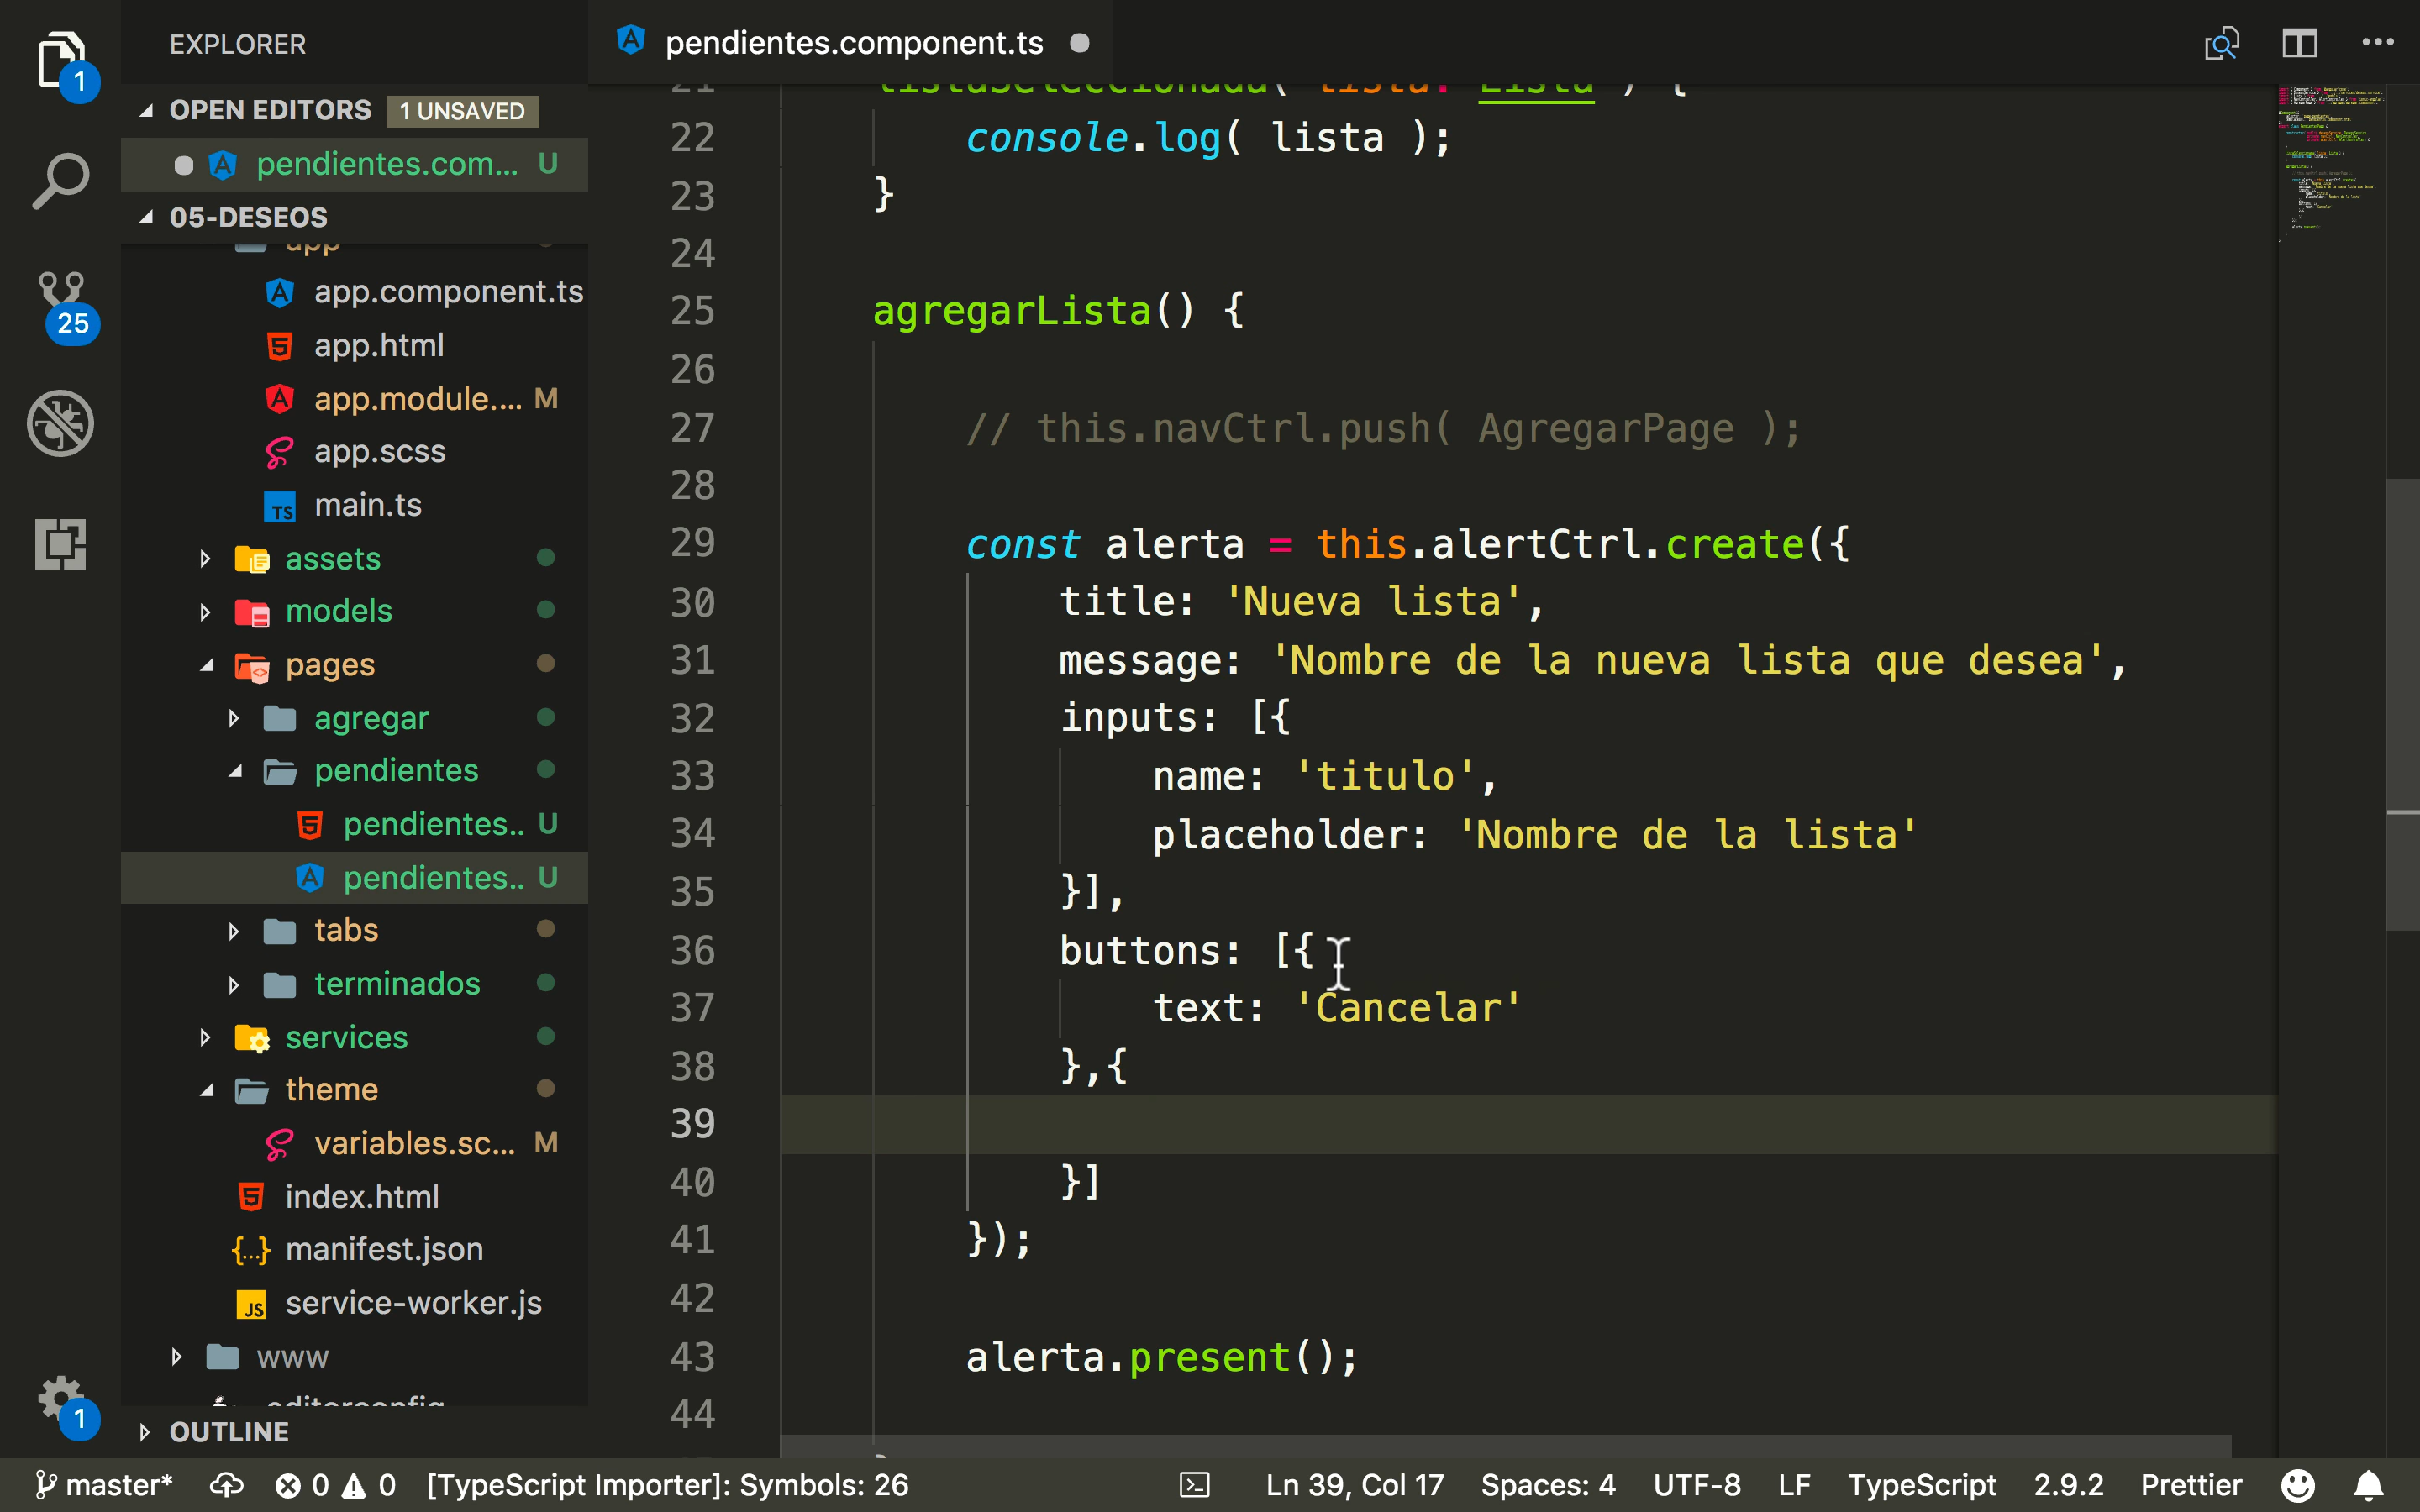 EXPLORER
OPEN EDITORS 1 UNSAVED
pendientes.com... U
05-DESEOS
app
app.component.ts
app.html
app.module.... M
app.scss
main.ts
assets
models
pages
agregar
pendientes
pendientes.. U
pendientes.. U
tabs
terminados
services
theme
variables.sc... M
index.html
manifest.json
service-worker.js
www
.editorconfig
OUTLINE
1
25
1
pendientes.component.ts
21 listaSeleccionada( lista: Lista ) {
22 console.log( lista );
23 }
24
25 agregarLista() {
26
27 // this.navCtrl.push( AgregarPage );
28
29 const alerta = this.alertCtrl.create({
30 title: 'Nueva lista',
31 message: 'Nombre de la nueva lista que desea',
32 inputs: [{
33 name: 'titulo',
34 placeholder: 'Nombre de la lista'
35 }],
36 buttons: [{
37 text: 'Cancelar'
38 },{
39
40 }]
41 });
42
43 alerta.present();
44
master* 0 0 [TypeScript Importer]: Symbols: 26 Ln 39, Col 17 Spaces: 4 UTF-8 LF TypeScript 2.9.2 Prettier